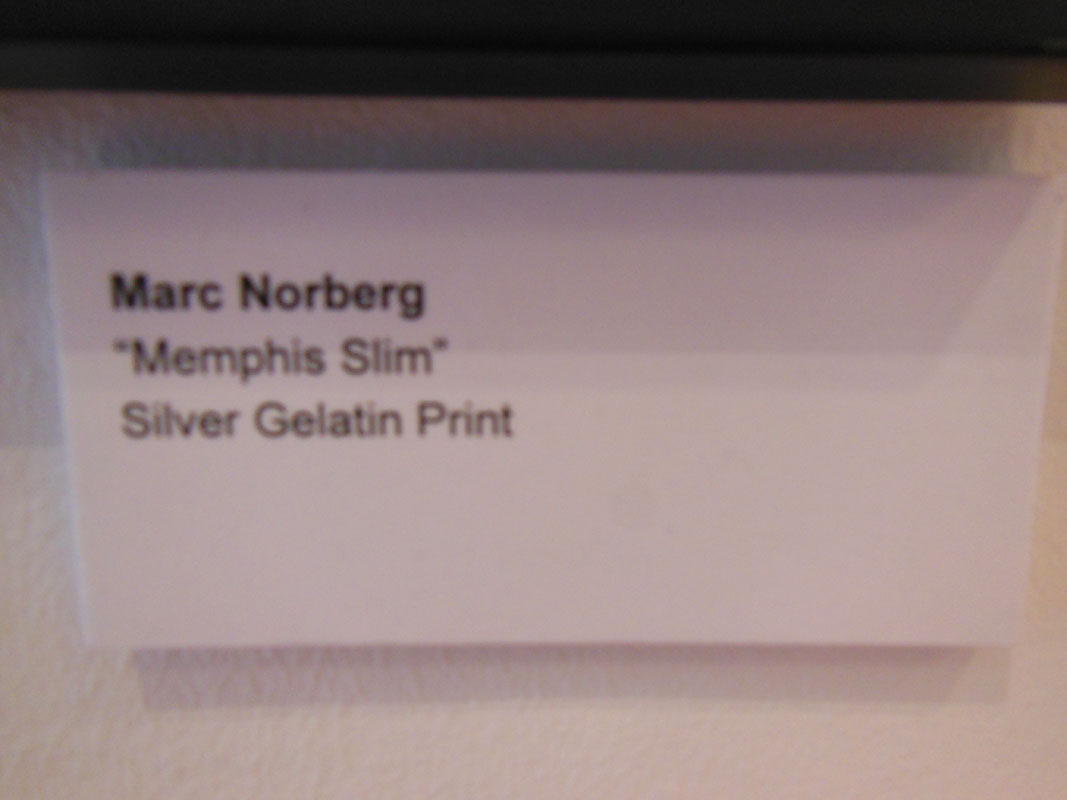 Marc Norberg
“Memphis Slim”
Silver Gelatin Print